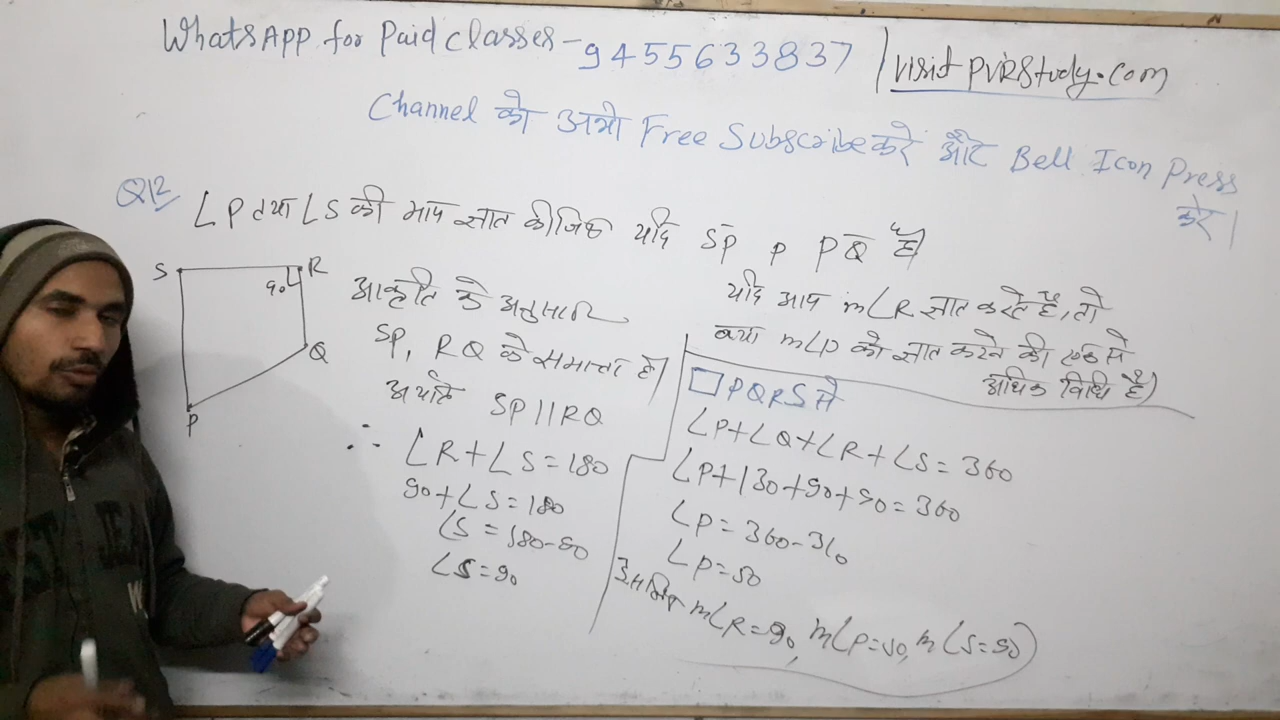 WhatsApp for Paid Classes - 9455633837 / visit pvrstudy.com
Channel को अभी Free Subscribe करे और Bell Icon Press
करे।
Q12 ∠P तथा ∠S की माप ज्ञात कीजिए यदि SP P PQ है
यदि आप m∠R ज्ञात करते है, तो
क्या m∠P को ज्ञात करने की एक से
अधिक विधि है)
S R
90
Q
P
आकृति के अनुसार
SP, RQ के समान्तर है।
अर्थात SP||RQ
∴ ∠R+∠S=180
90+∠S=180
∠S=180-90
∠S=90
□PQRS मे
∠P+∠Q+∠R+∠S=360
∠P+130+90+90=360
∠P=360-310
∠P=50
इसलिए m∠R=90, m∠P=50, m∠S=90